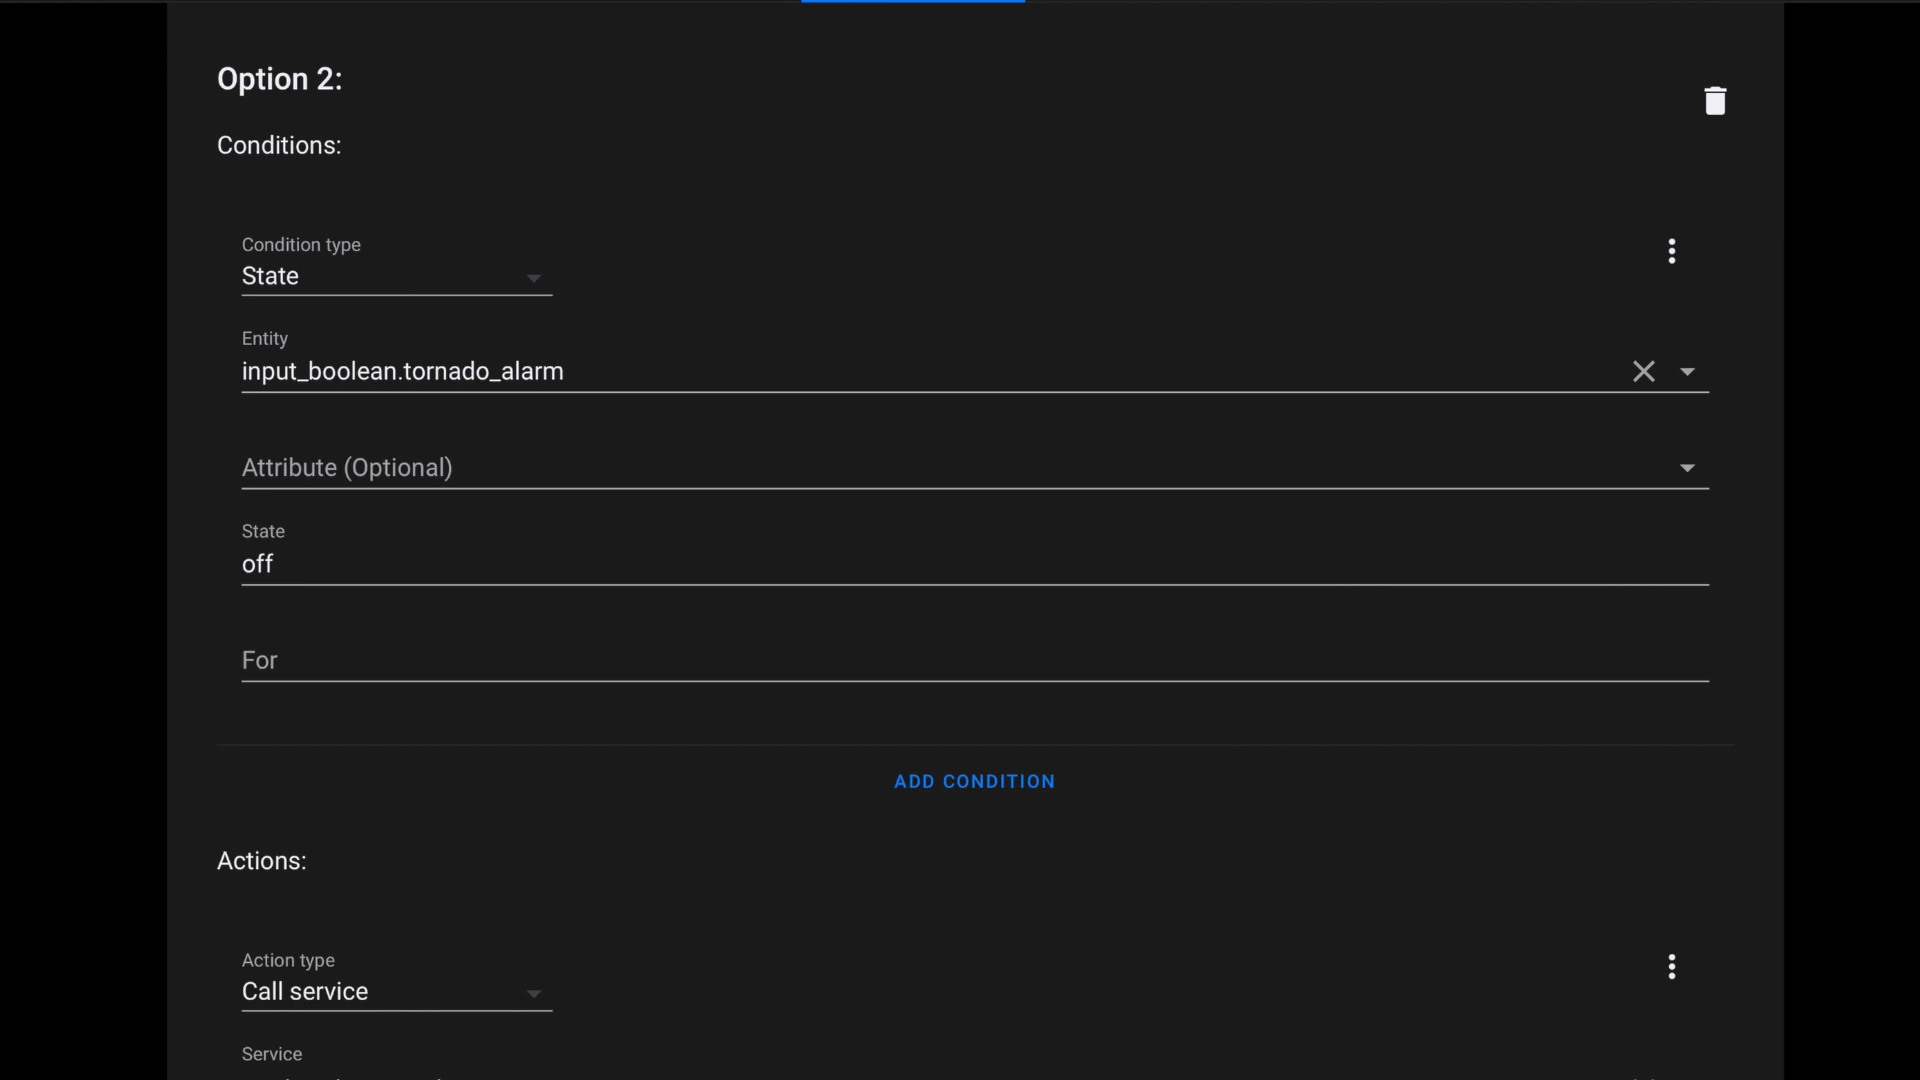 Option 2:
Conditions:
Condition type
State
Entity
input_boolean.tornado_alarm
Attribute (Optional)
State
off
For
ADD CONDITION
Actions:
Action type
Call service
Service